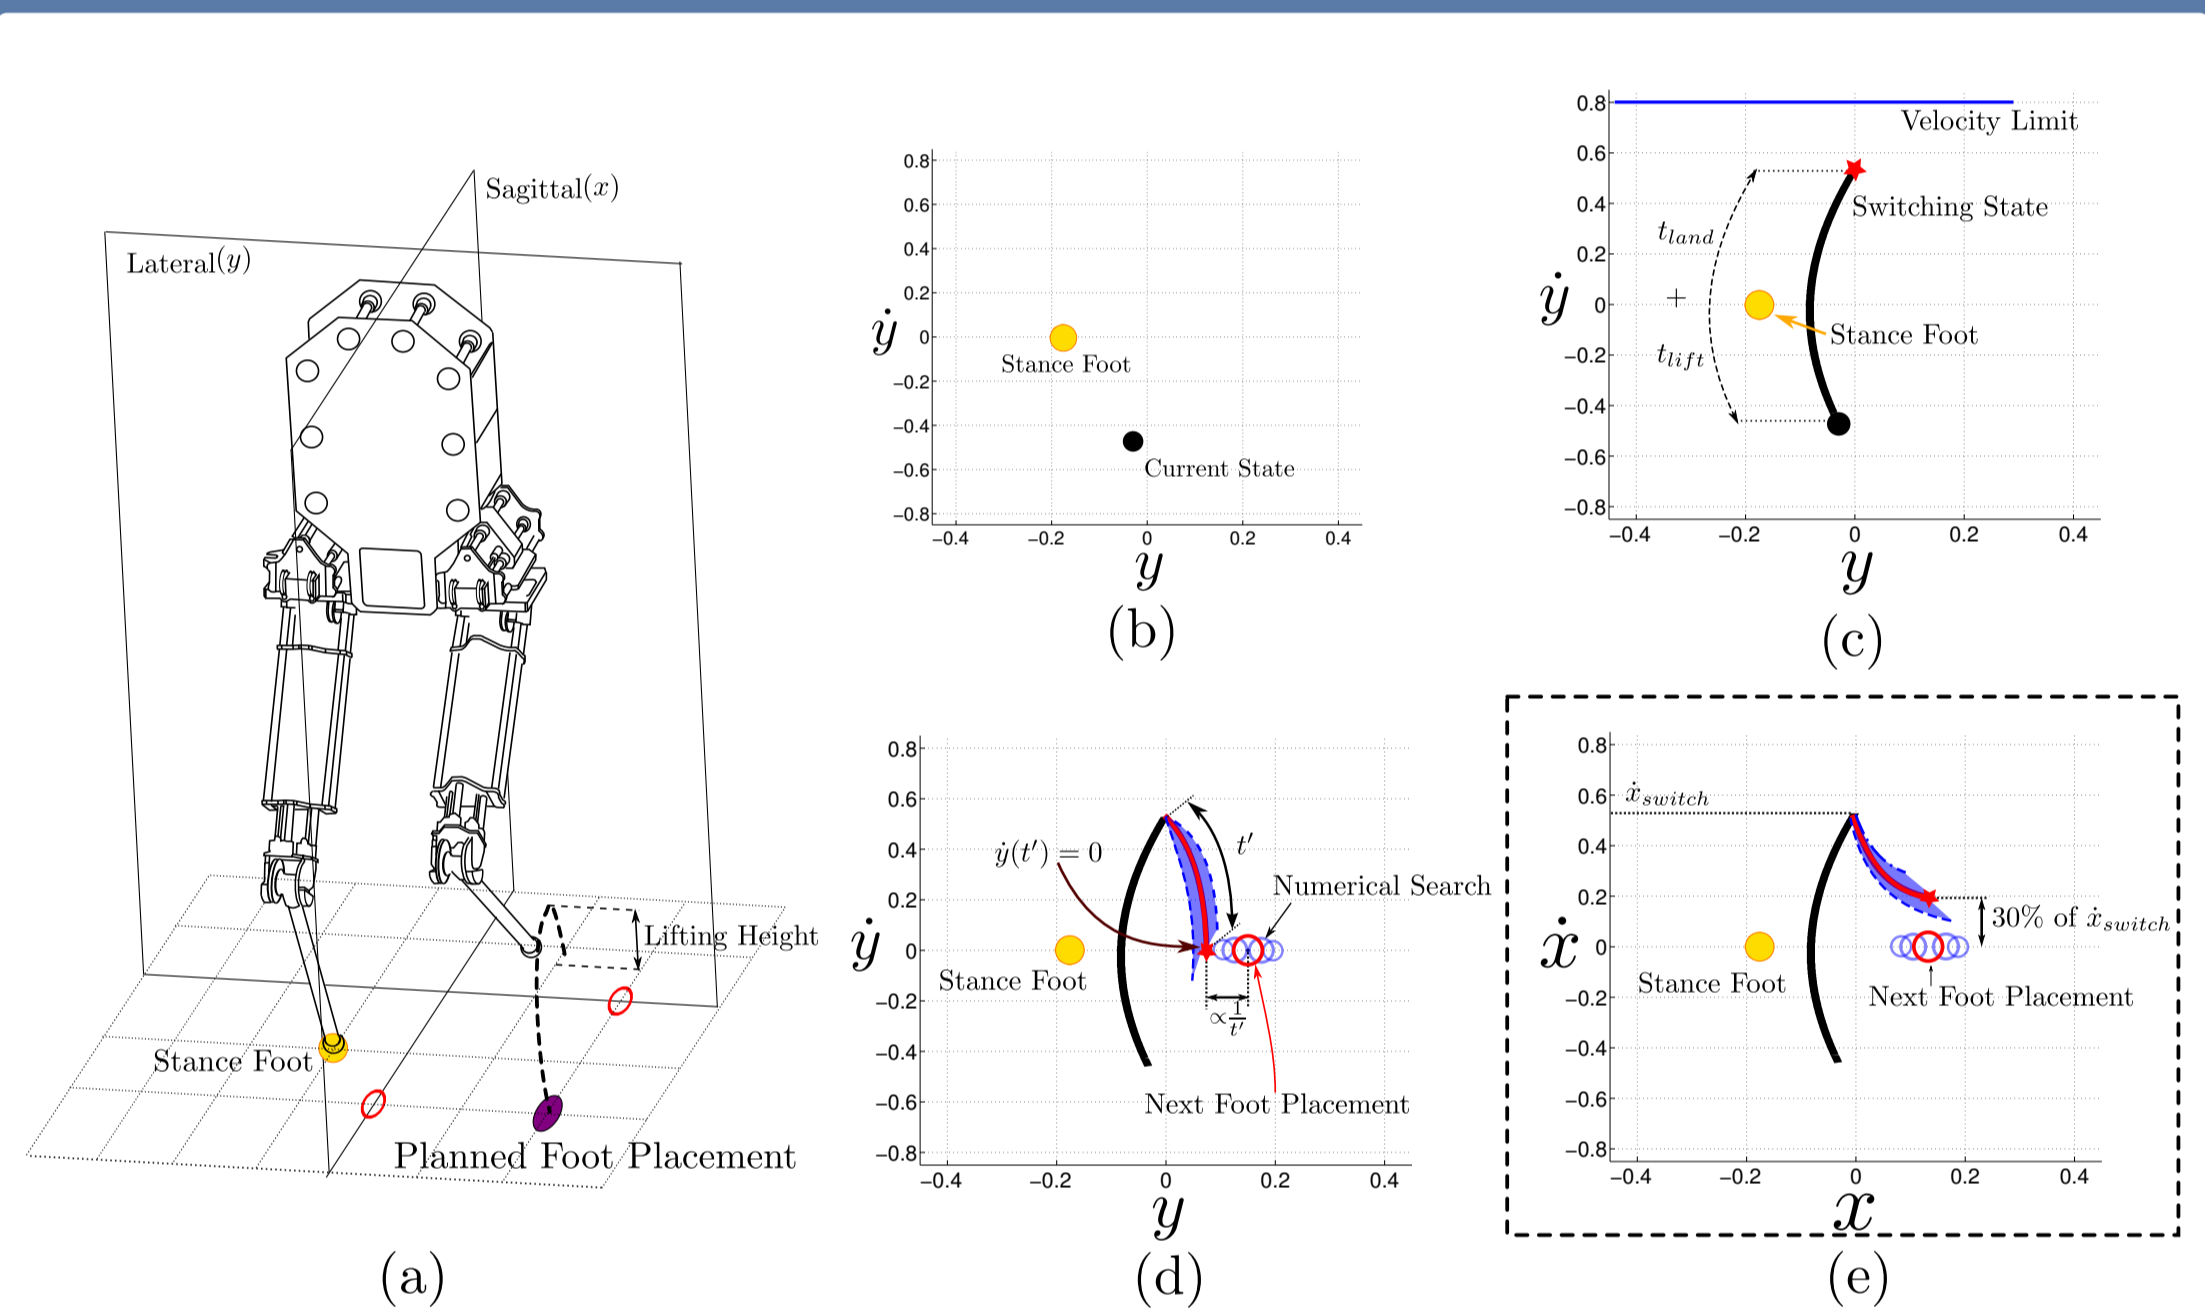 Sagittal(x)
Lateral(y)
Lifting Height
Stance Foot
Planned Foot Placement
(a)
0.8
0.6
0.4
0.2
0
−0.2
−0.4
−0.6
−0.8
ẏ
Stance Foot
Current State
−0.4 −0.2 0 0.2 0.4
y
(b)
0.8
0.6
0.4
0.2
0
−0.2
−0.4
−0.6
−0.8
ẏ
Velocity Limit
Switching State
t_land
+
t_lift
Stance Foot
−0.4 −0.2 0 0.2 0.4
y
(c)
0.8
0.6
0.4
0.2
0
−0.2
−0.4
−0.6
−0.8
ẏ
ẏ(t′) = 0
t′
Numerical Search
Stance Foot
∝ 1/t′
Next Foot Placement
−0.4 −0.2 0 0.2 0.4
y
(d)
0.8
0.6
0.4
0.2
0
−0.2
−0.4
−0.6
−0.8
ẋ
ẋ_switch
30% of ẋ_switch
Stance Foot
Next Foot Placement
−0.4 −0.2 0 0.2 0.4
x
(e)